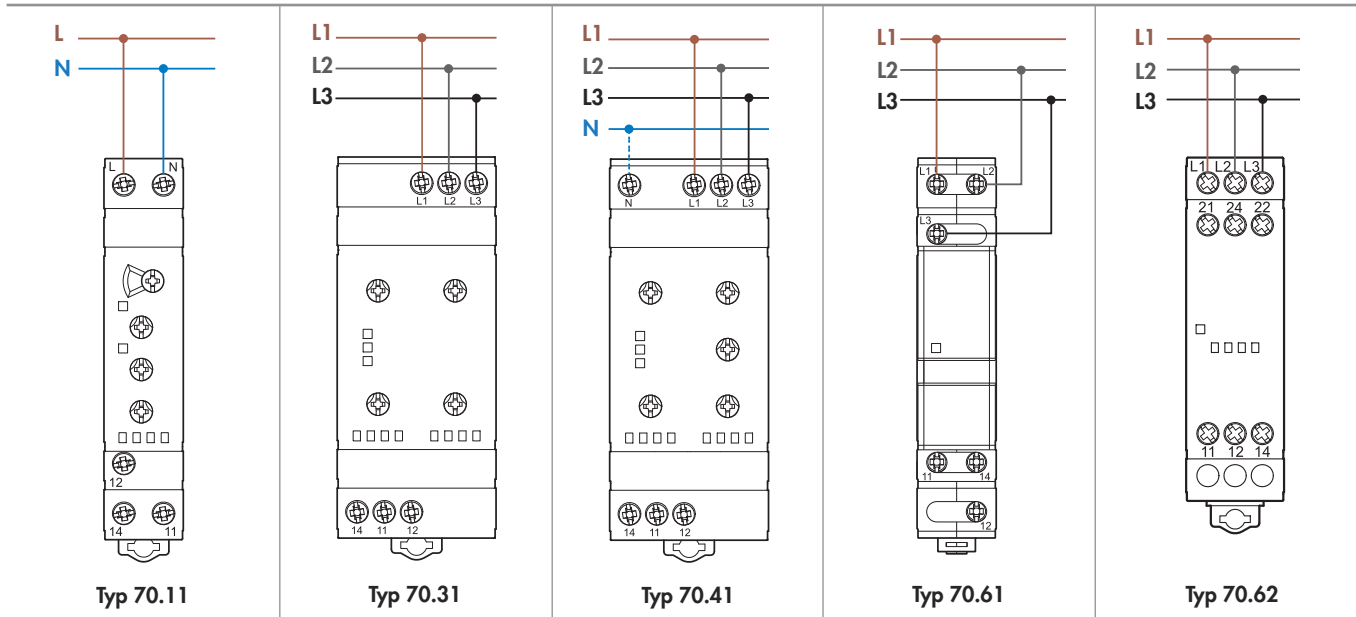 L
N
L N
12
14 11
Typ 70.11
L1
L2
L3
L1 L2 L3
14 11 12
Typ 70.31
L1
L2
L3
N
N L1 L2 L3
14 11 12
Typ 70.41
L1
L2
L3
L1 L2
L3
11 14
12
Typ 70.61
L1
L2
L3
L1 L2 L3
21 24 22
11 12 14
Typ 70.62